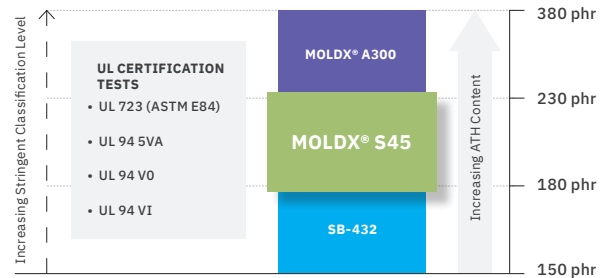 Increasing Stringent Classification Level
UL CERTIFICATION
TESTS
• UL 723 (ASTM E84)
• UL 94 5VA
• UL 94 V0
• UL 94 VI
MOLDX® A300
MOLDX® S45
SB-432
Increasing ATH Content
380 phr
230 phr
180 phr
150 phr